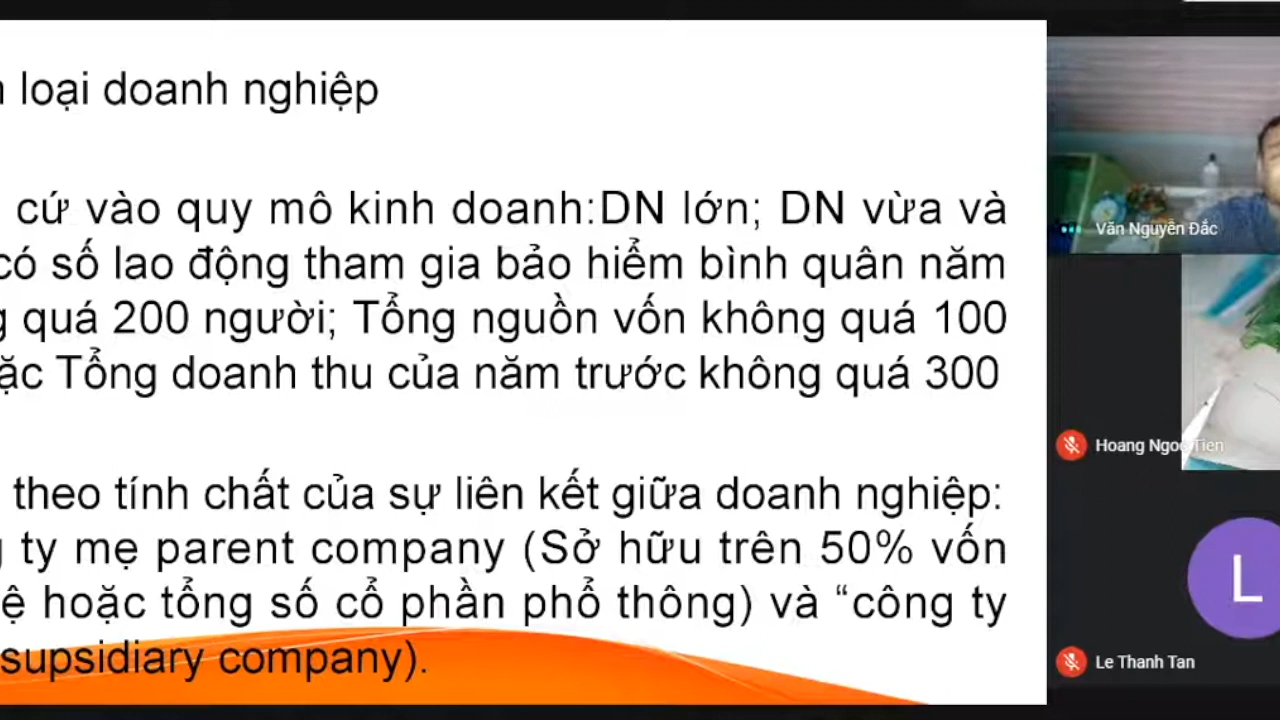 loại doanh nghiệp
cứ vào quy mô kinh doanh:DN lớn; DN vừa và
có số lao động tham gia bảo hiểm bình quân năm
quá 200 người; Tổng nguồn vốn không quá 100
Tổng doanh thu của năm trước không quá 300
theo tính chất của sự liên kết giữa doanh nghiệp:
ty mẹ parent company (Sở hữu trên 50% vốn
hoặc tổng số cổ phần phổ thông) và “công ty
supsidiary company).
Văn Nguyễn Đắc
Hoang Ngoc Tien
L
Le Thanh Tan